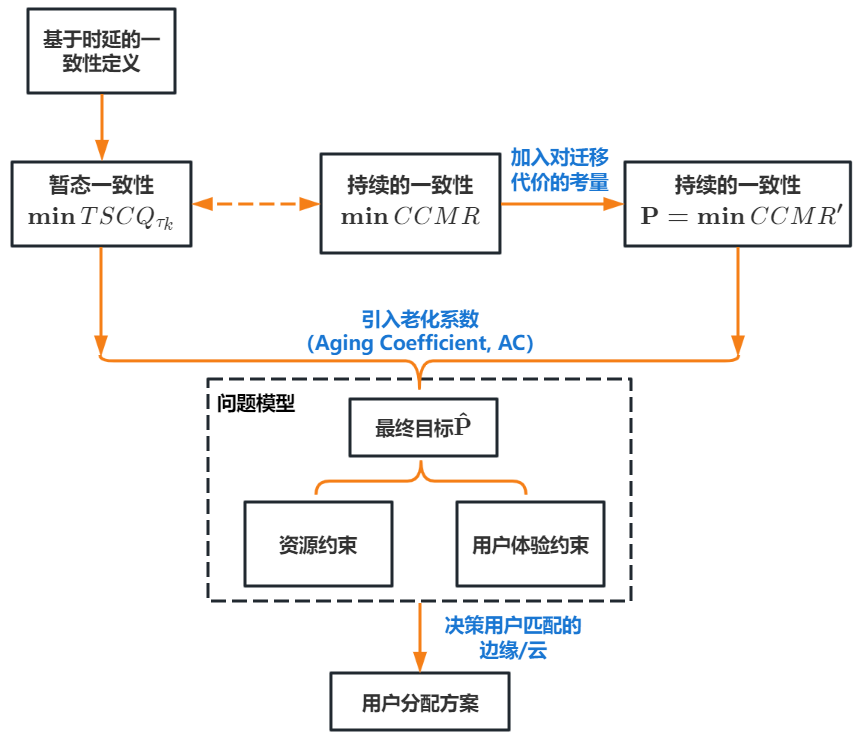 基于时延的一
致性定义
暂态一致性
min TSCQ_{τ_k}
持续的一致性
min CCMR
加入对迁移
代价的考量
持续的一致性
P = min CCMR′
引入老化系数
（Aging Coefficient, AC）
问题模型
最终目标P̂
资源约束
用户体验约束
决策用户匹配的
边缘/云
用户分配方案